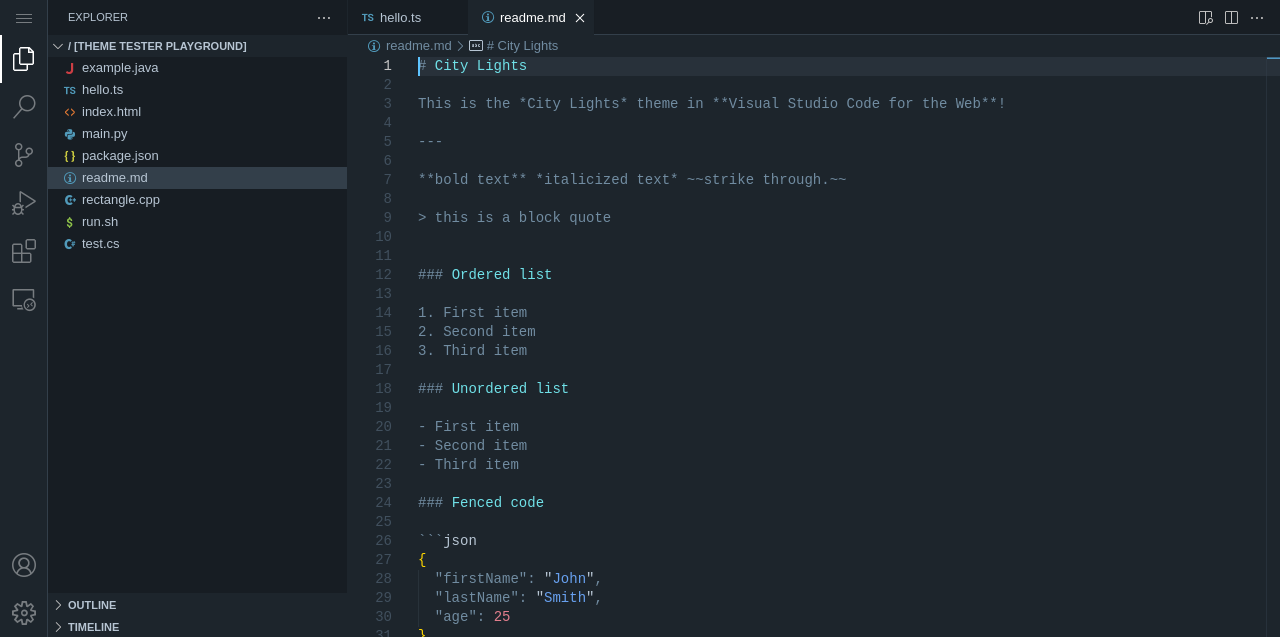 EXPLORER
/ [THEME TESTER PLAYGROUND]
J example.java
TS hello.ts
<> index.html
main.py
{ } package.json
readme.md
C+ rectangle.cpp
$ run.sh
C# test.cs
OUTLINE
TIMELINE
TS hello.ts
readme.md
readme.md > # City Lights
1 # City Lights
2
3 This is the *City Lights* theme in **Visual Studio Code for the Web**!
4
5 ---
6
7 **bold text** *italicized text* ~~strike through.~~
8
9 > this is a block quote
10
11
12 ### Ordered list
13
14 1. First item
15 2. Second item
16 3. Third item
17
18 ### Unordered list
19
20 - First item
21 - Second item
22 - Third item
23
24 ### Fenced code
25
26 ```json
27 {
28   "firstName": "John",
29   "lastName": "Smith",
30   "age": 25
31 }